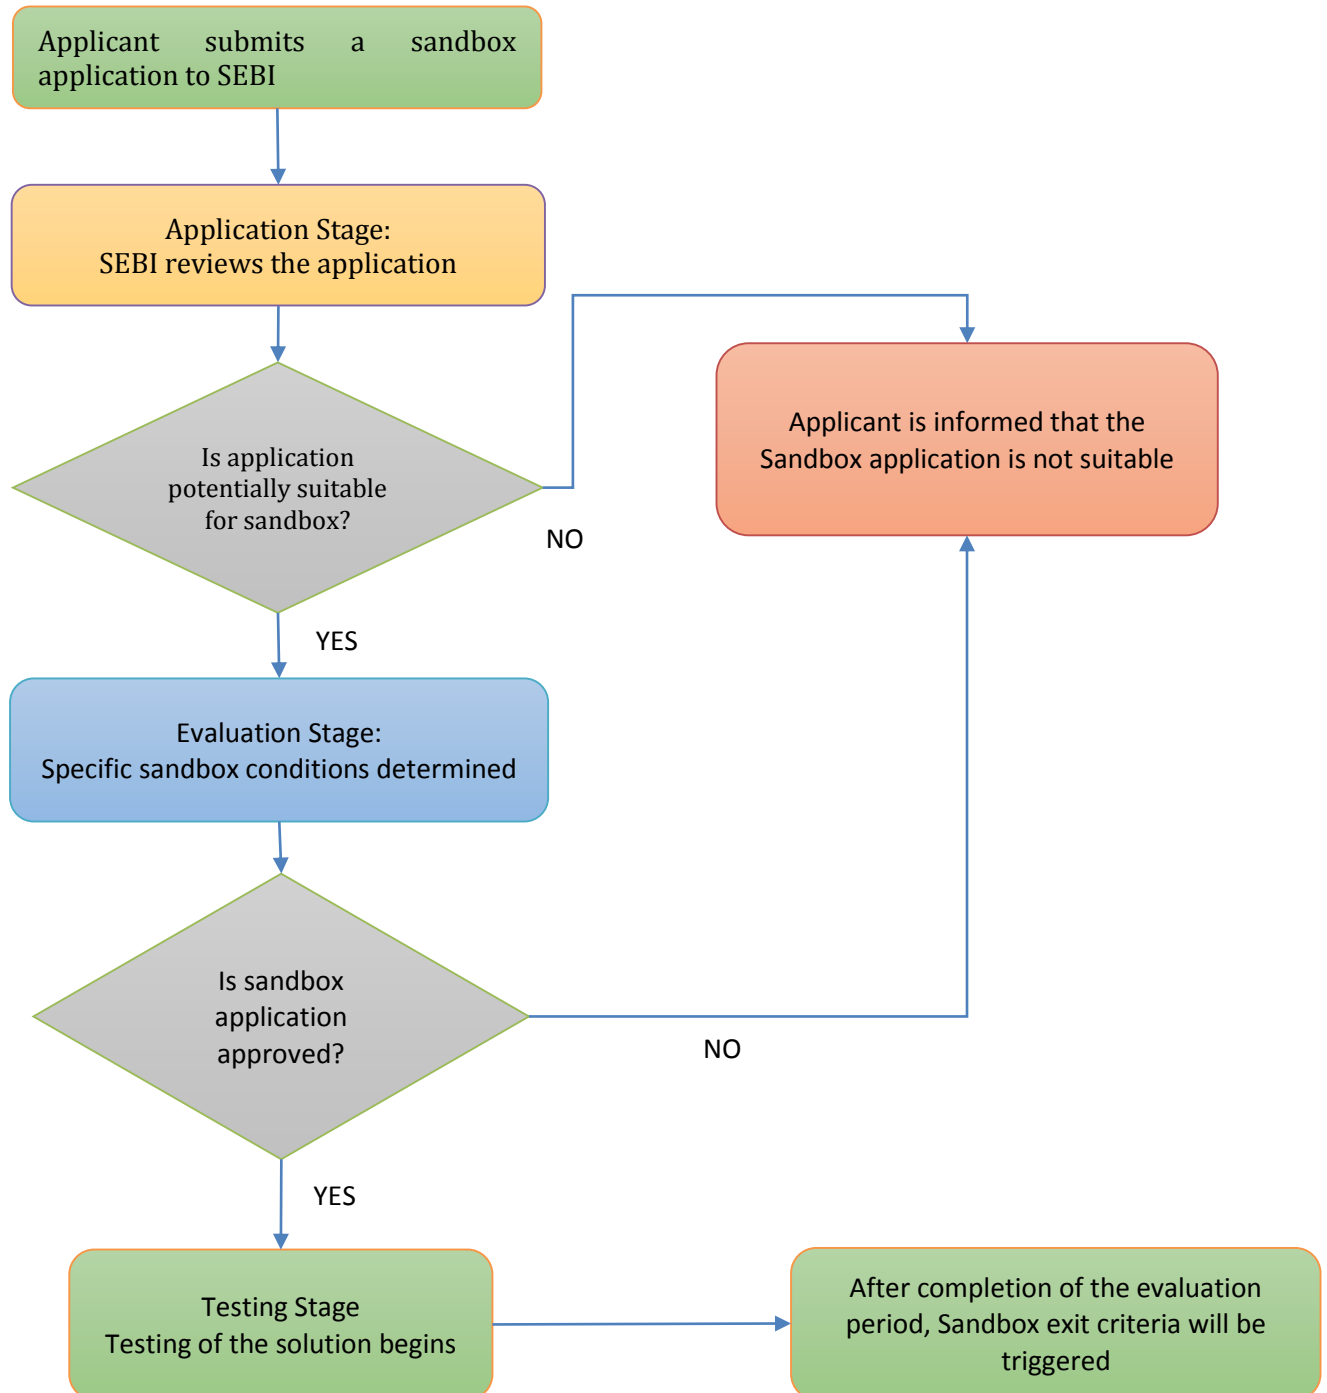 Applicant submits a sandbox
application to SEBI
Application Stage:
SEBI reviews the application
Is application
potentially suitable
for sandbox?
NO
Applicant is informed that the
Sandbox application is not suitable
YES
Evaluation Stage:
Specific sandbox conditions determined
Is sandbox
application
approved?
NO
YES
Testing Stage
Testing of the solution begins
After completion of the evaluation
period, Sandbox exit criteria will be
triggered